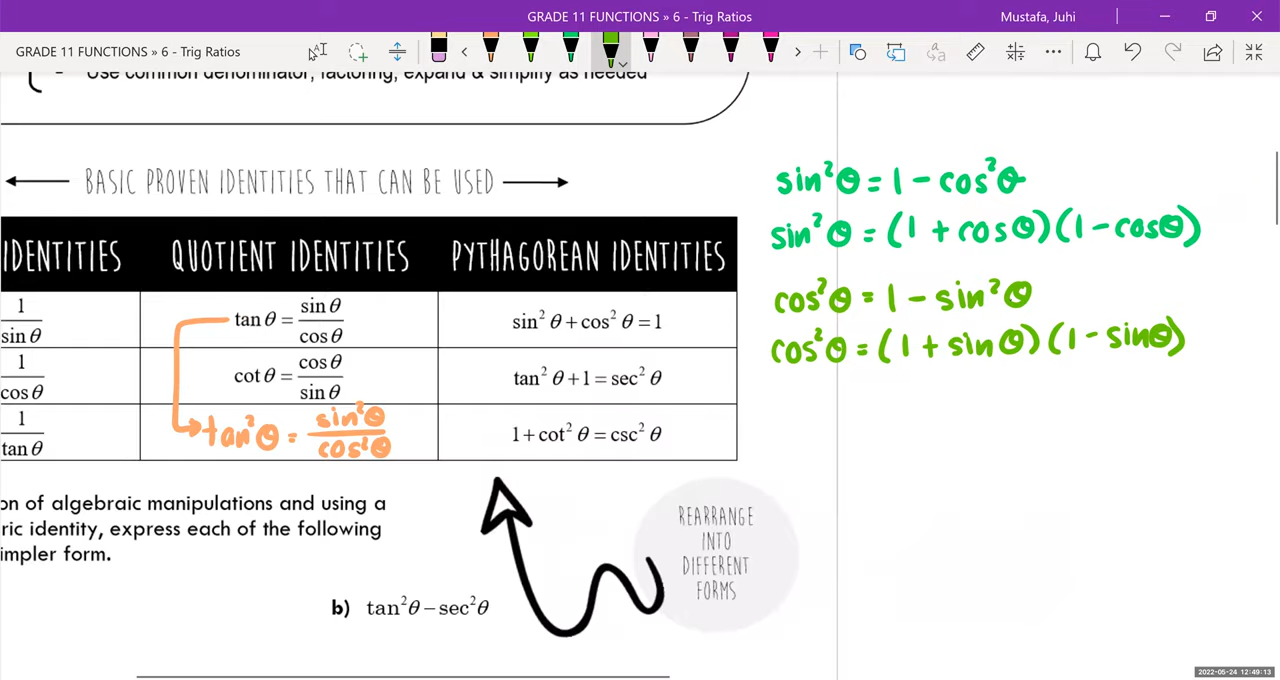 GRADE 11 FUNCTIONS » 6 - Trig Ratios
Mustafa, Juhi
GRADE 11 FUNCTIONS » 6 - Trig Ratios
- Use common denominator, factoring, expand & simplify as needed
BASIC PROVEN IDENTITIES THAT CAN BE USED
IDENTITIES
QUOTIENT IDENTITIES
PYTHAGOREAN IDENTITIES
1/sin θ
tan θ = sin θ/cos θ
sin² θ + cos² θ = 1
1/cos θ
cot θ = cos θ/sin θ
tan² θ + 1 = sec² θ
1/tan θ
tan²θ = sin²θ/cos²θ
1 + cot² θ = csc² θ
sin²θ = 1 - cos²θ
sin²θ = (1 + cosθ)(1 - cosθ)
cos²θ = 1 - sin²θ
cos²θ = (1 + sinθ)(1 - sinθ)
on of algebraic manipulations and using a
ric identity, express each of the following
impler form.
REARRANGE
INTO
DIFFERENT
FORMS
b) tan²θ – sec²θ
2022-05-24 12:49:13